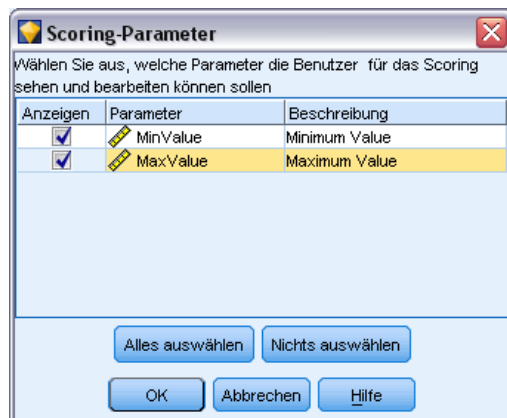 Scoring-Parameter
Wählen Sie aus, welche Parameter die Benutzer für das Scoring
sehen und bearbeiten können sollen
Anzeigen Parameter Beschreibung
MinValue Minimum Value
MaxValue Maximum Value
Alles auswählen Nichts auswählen
OK Abbrechen Hilfe